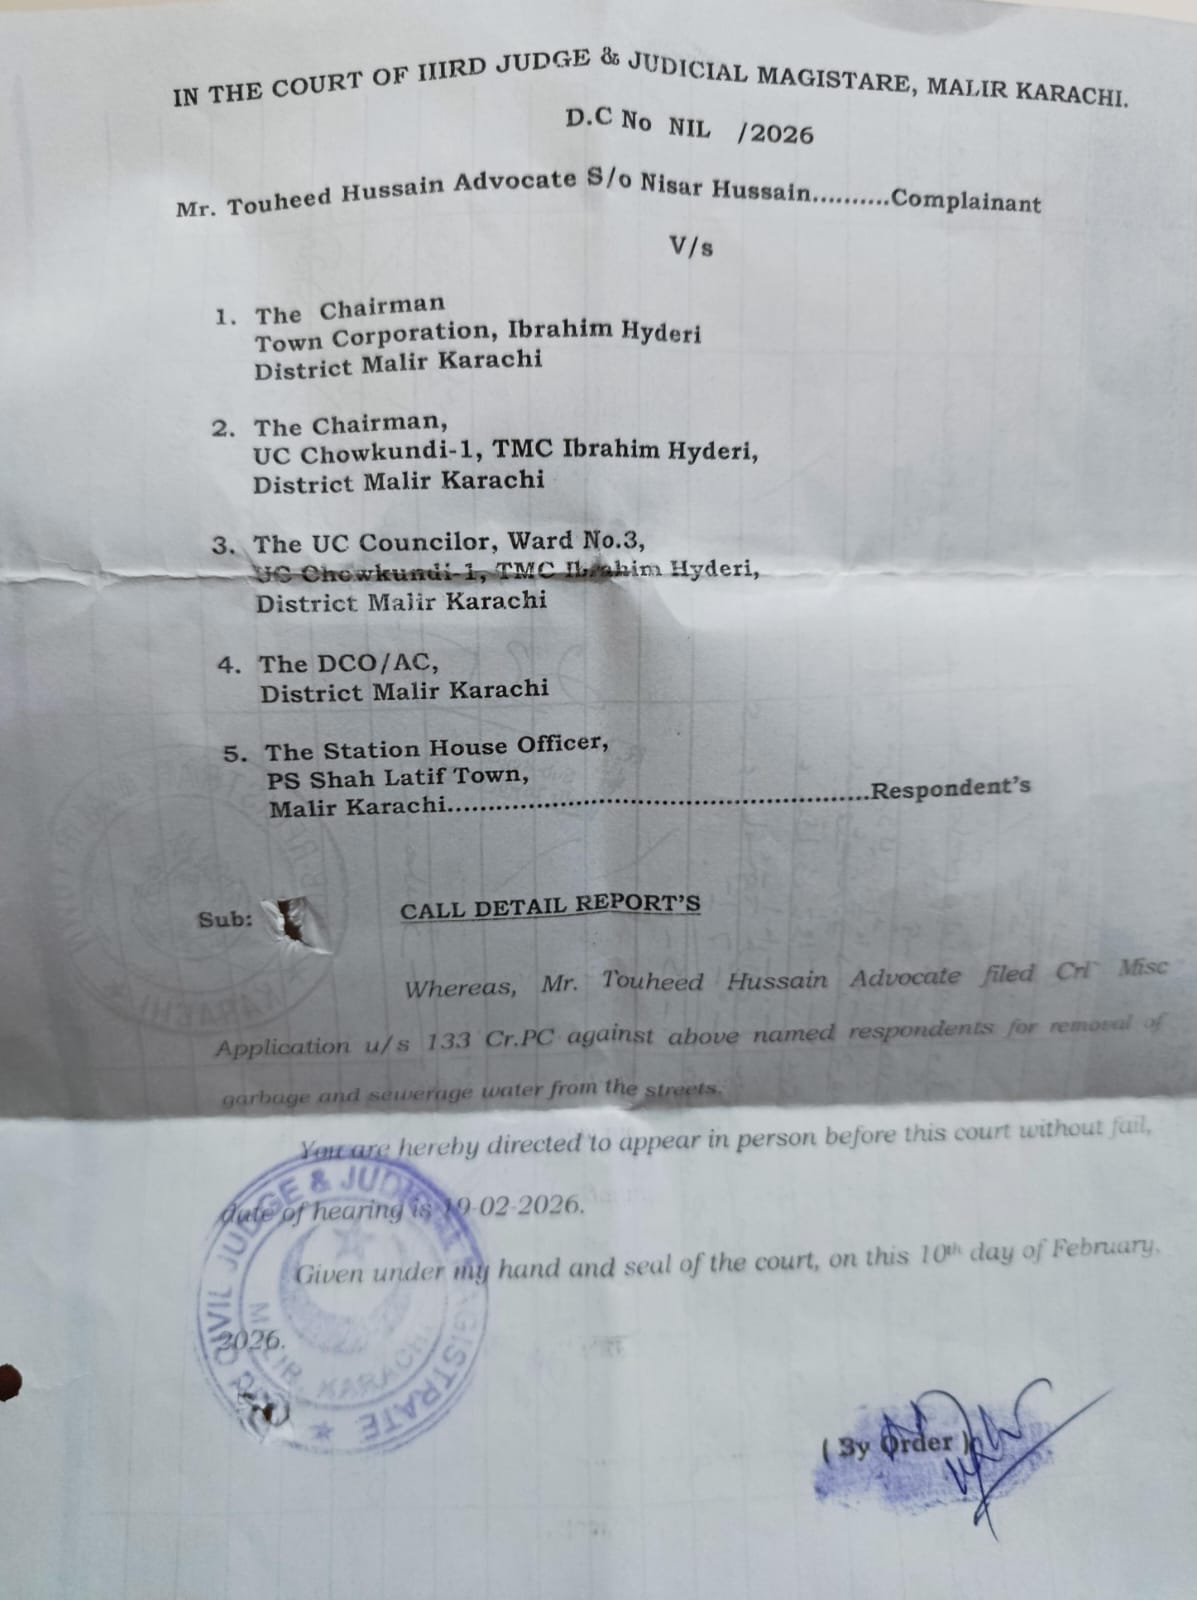 IN THE COURT OF IIIRD JUDGE & JUDICIAL MAGISTARE, MALIR KARACHI.
D.C No NIL /2026
Mr. Touheed Hussain Advocate S/o Nisar Hussain..........Complainant
V/s
1. The Chairman
Town Corporation, Ibrahim Hyderi
District Malir Karachi
2. The Chairman,
UC Chowkundi-1, TMC Ibrahim Hyderi,
District Malir Karachi
3. The UC Councilor, Ward No.3,
UC Chowkundi-1, TMC Ibrahim Hyderi,
District Malir Karachi
4. The DCO/AC,
District Malir Karachi
5. The Station House Officer,
PS Shah Latif Town,
Malir Karachi.................................................Respondent's
Sub: CALL DETAIL REPORT'S
Whereas, Mr. Touheed Hussain Advocate filed Crl Misc
Application u/s 133 Cr.PC against above named respondents for removal of
garbage and sewerage water from the streets.
You are hereby directed to appear in person before this court without fail,
date of hearing is 19-02-2026.
Given under my hand and seal of the court, on this 10th day of February,
2026.
CIVIL JUDGE & JUDICIAL MAGISTRATE
MALIR, KARACHI
( By Order )